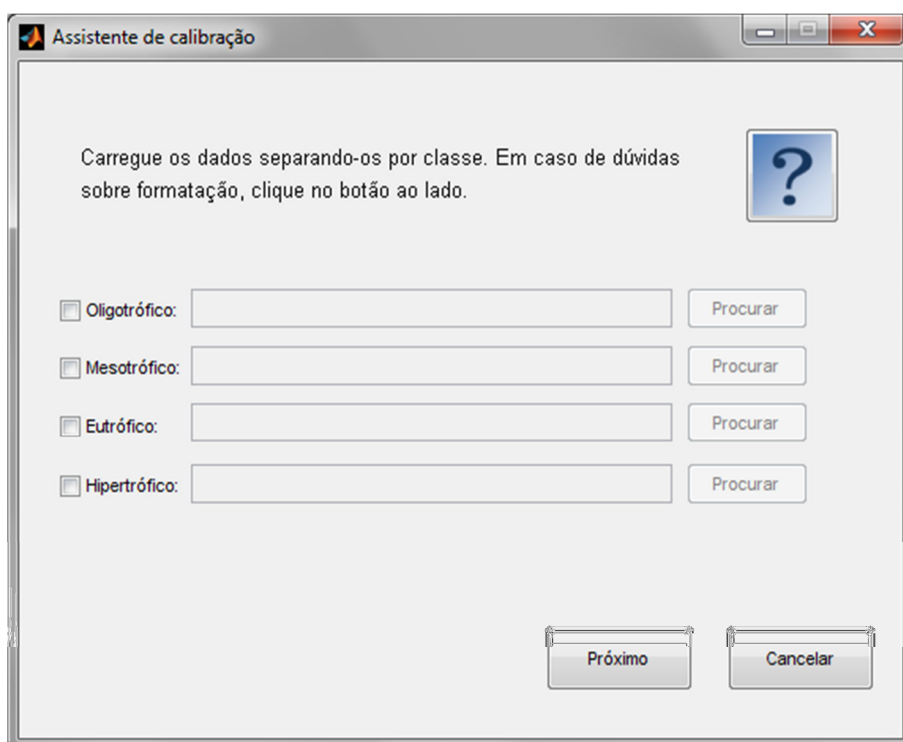 Assistente de calibração
Carregue os dados separando-os por classe. Em caso de dúvidas
sobre formatação, clique no botão ao lado.
?
Oligotrófico: Procurar
Mesotrófico: Procurar
Eutrófico: Procurar
Hipertrófico: Procurar
Próximo Cancelar